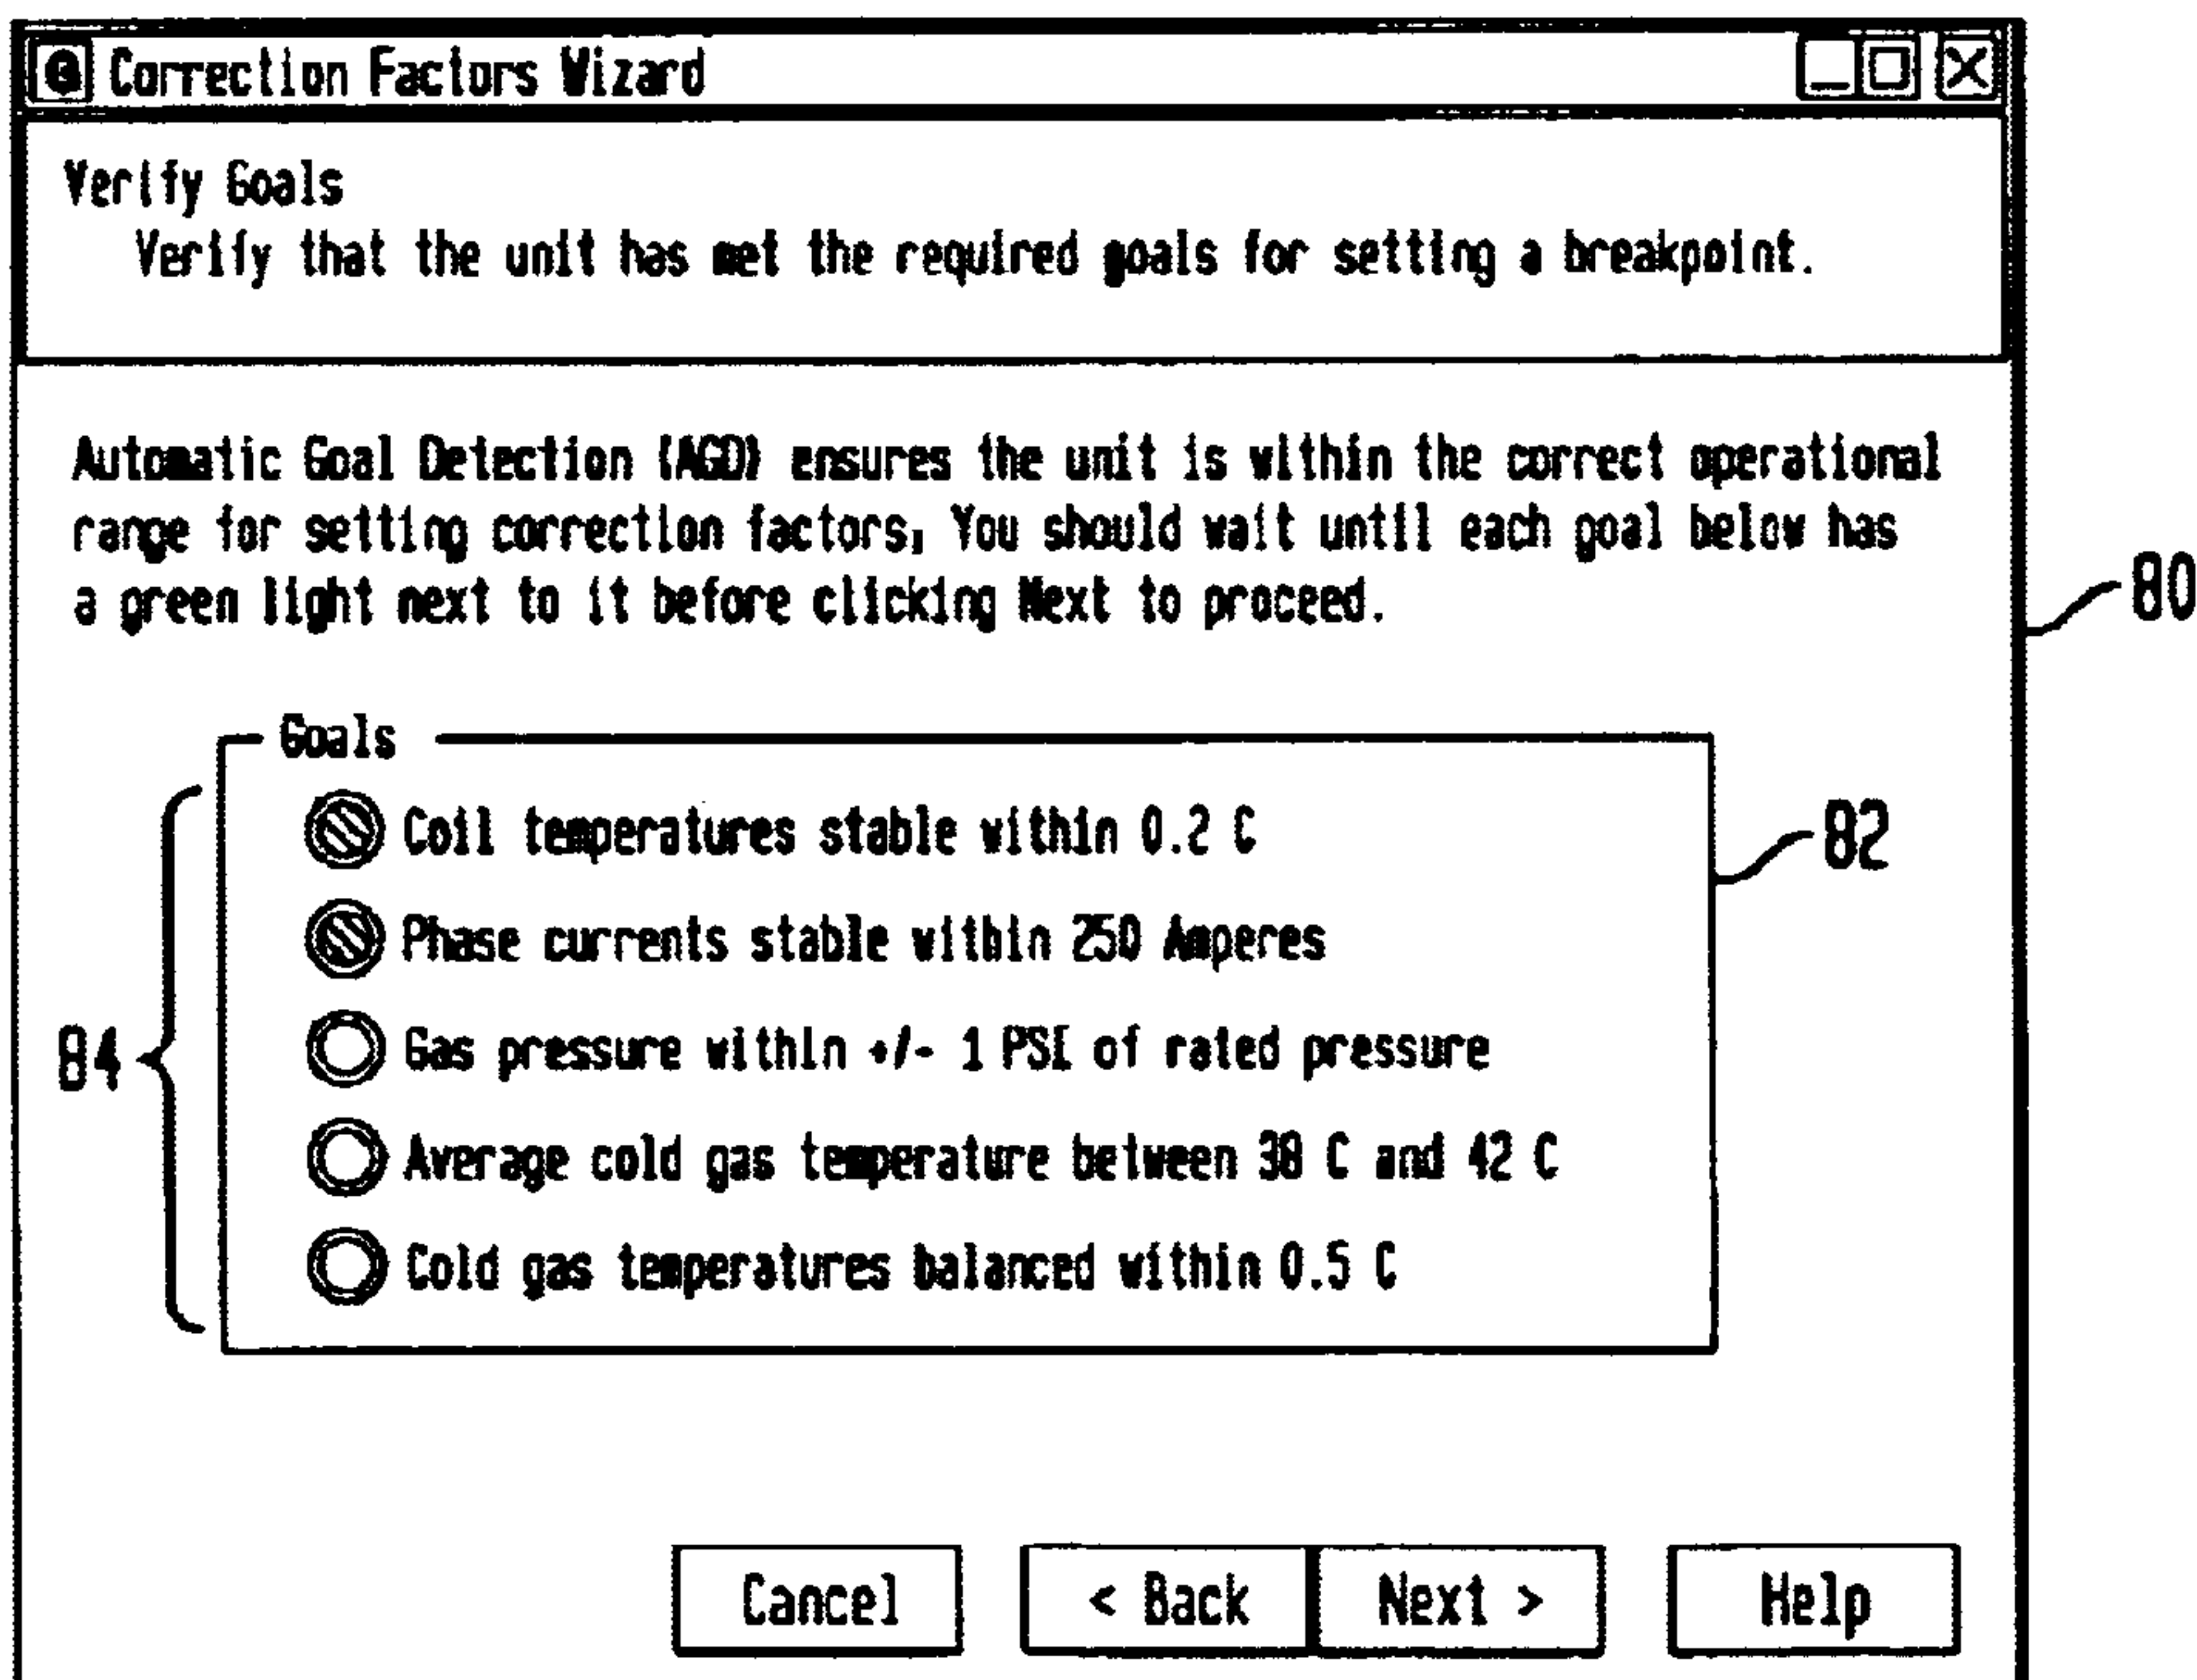 Correction Factors Wizard
Verify Goals
Verify that the unit has met the required goals for setting a breakpoint.
Automatic Goal Detection (AGD) ensures the unit is within the correct operational
range for setting correction factors, You should wait until each goal below has
a green light next to it before clicking Next to proceed.
80
Goals
Coil temperatures stable within 0.2 C
82
Phase currents stable within 250 Amperes
84
Gas pressure within +/- 1 PSI of rated pressure
Average cold gas temperature between 38 C and 42 C
Cold gas temperatures balanced within 0.5 C
Cancel
< Back
Next >
Help